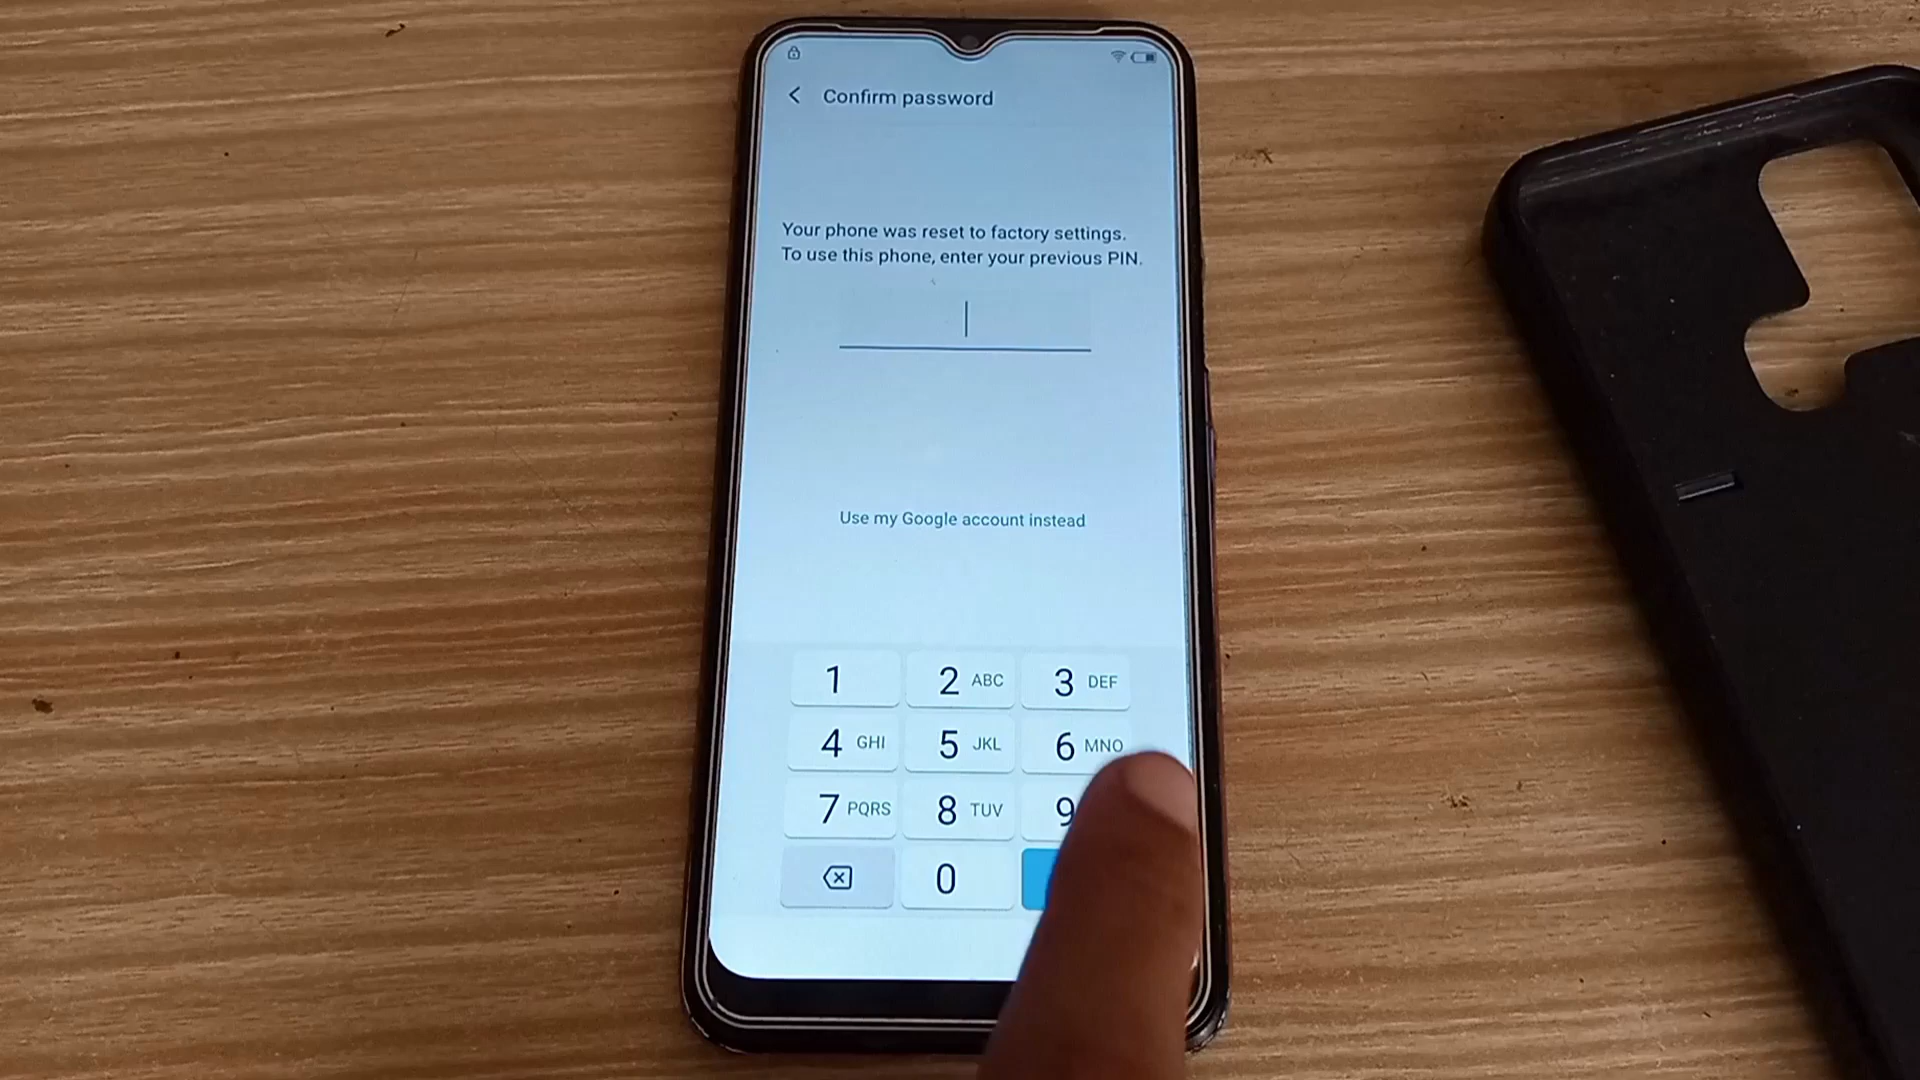 Confirm password
Your phone was reset to factory settings.
To use this phone, enter your previous PIN.
Use my Google account instead
1 2 ABC 3 DEF
4 GHI 5 JKL 6 MNO
7 PQRS 8 TUV 9
0